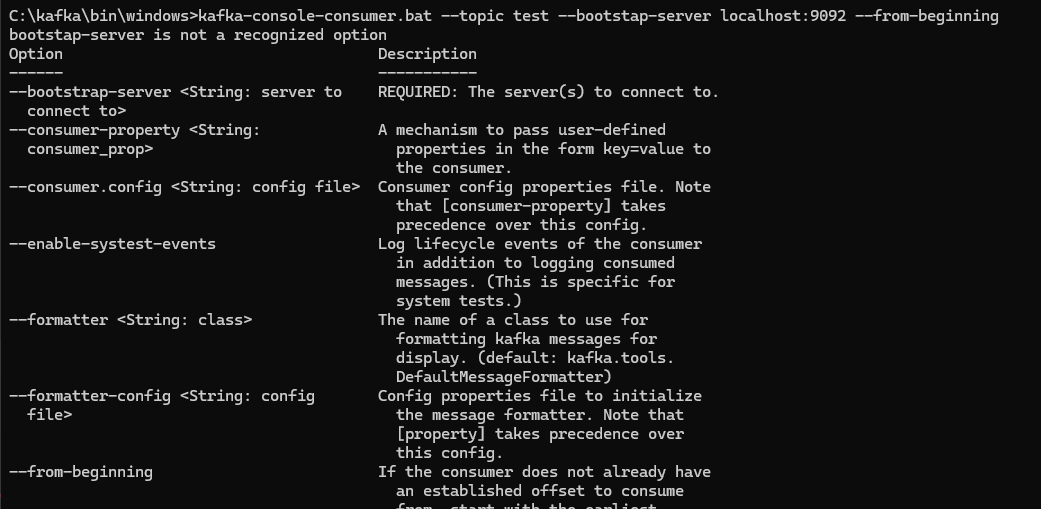 C:\kafka\bin\windows>kafka-console-consumer.bat --topic test --bootstap-server localhost:9092 --from-beginning
bootstap-server is not a recognized option
Option                                   Description
------                                   -----------
--bootstrap-server <String: server to    REQUIRED: The server(s) to connect to.
  connect to>
--consumer-property <String:             A mechanism to pass user-defined
  consumer_prop>                           properties in the form key=value to
                                           the consumer.
--consumer.config <String: config file>  Consumer config properties file. Note
                                           that [consumer-property] takes
                                           precedence over this config.
--enable-systest-events                  Log lifecycle events of the consumer
                                           in addition to logging consumed
                                           messages. (This is specific for
                                           system tests.)
--formatter <String: class>              The name of a class to use for
                                           formatting kafka messages for
                                           display. (default: kafka.tools.
                                           DefaultMessageFormatter)
--formatter-config <String: config       Config properties file to initialize
  file>                                    the message formatter. Note that
                                           [property] takes precedence over
                                           this config.
--from-beginning                         If the consumer does not already have
                                           an established offset to consume
                                           from, start with the earliest